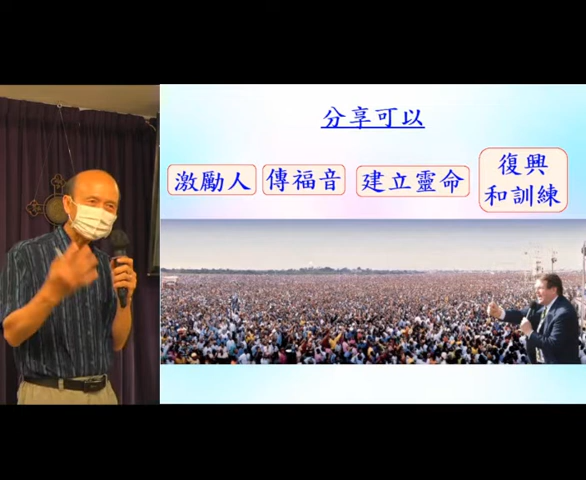 分享可以
激勵人
傳福音
建立靈命
復興
和訓練